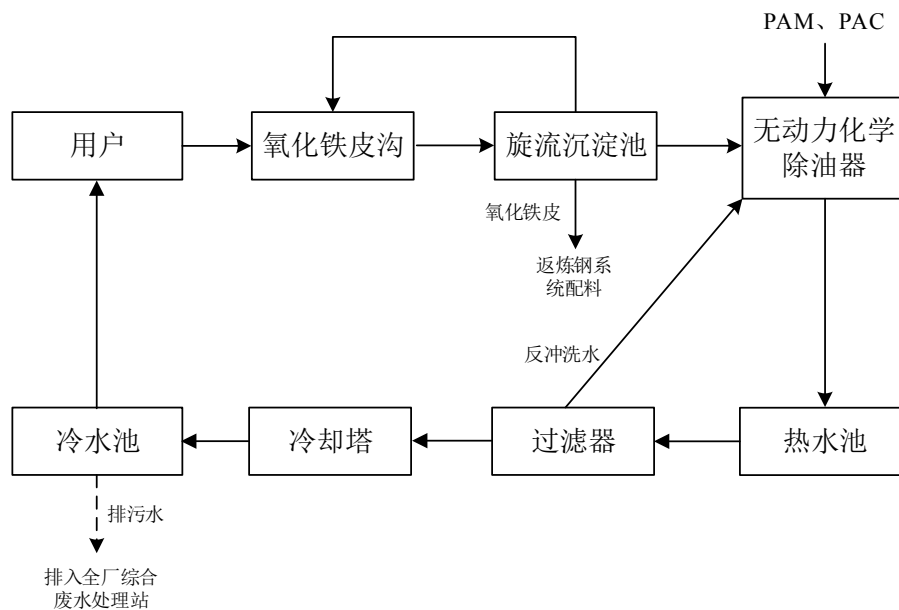 PAM、PAC
用户
氧化铁皮沟
旋流沉淀池
无动力化学
除油器
氧化铁皮
返炼钢系
统配料
反冲洗水
冷水池
冷却塔
过滤器
热水池
排污水
排入全厂综合
废水处理站